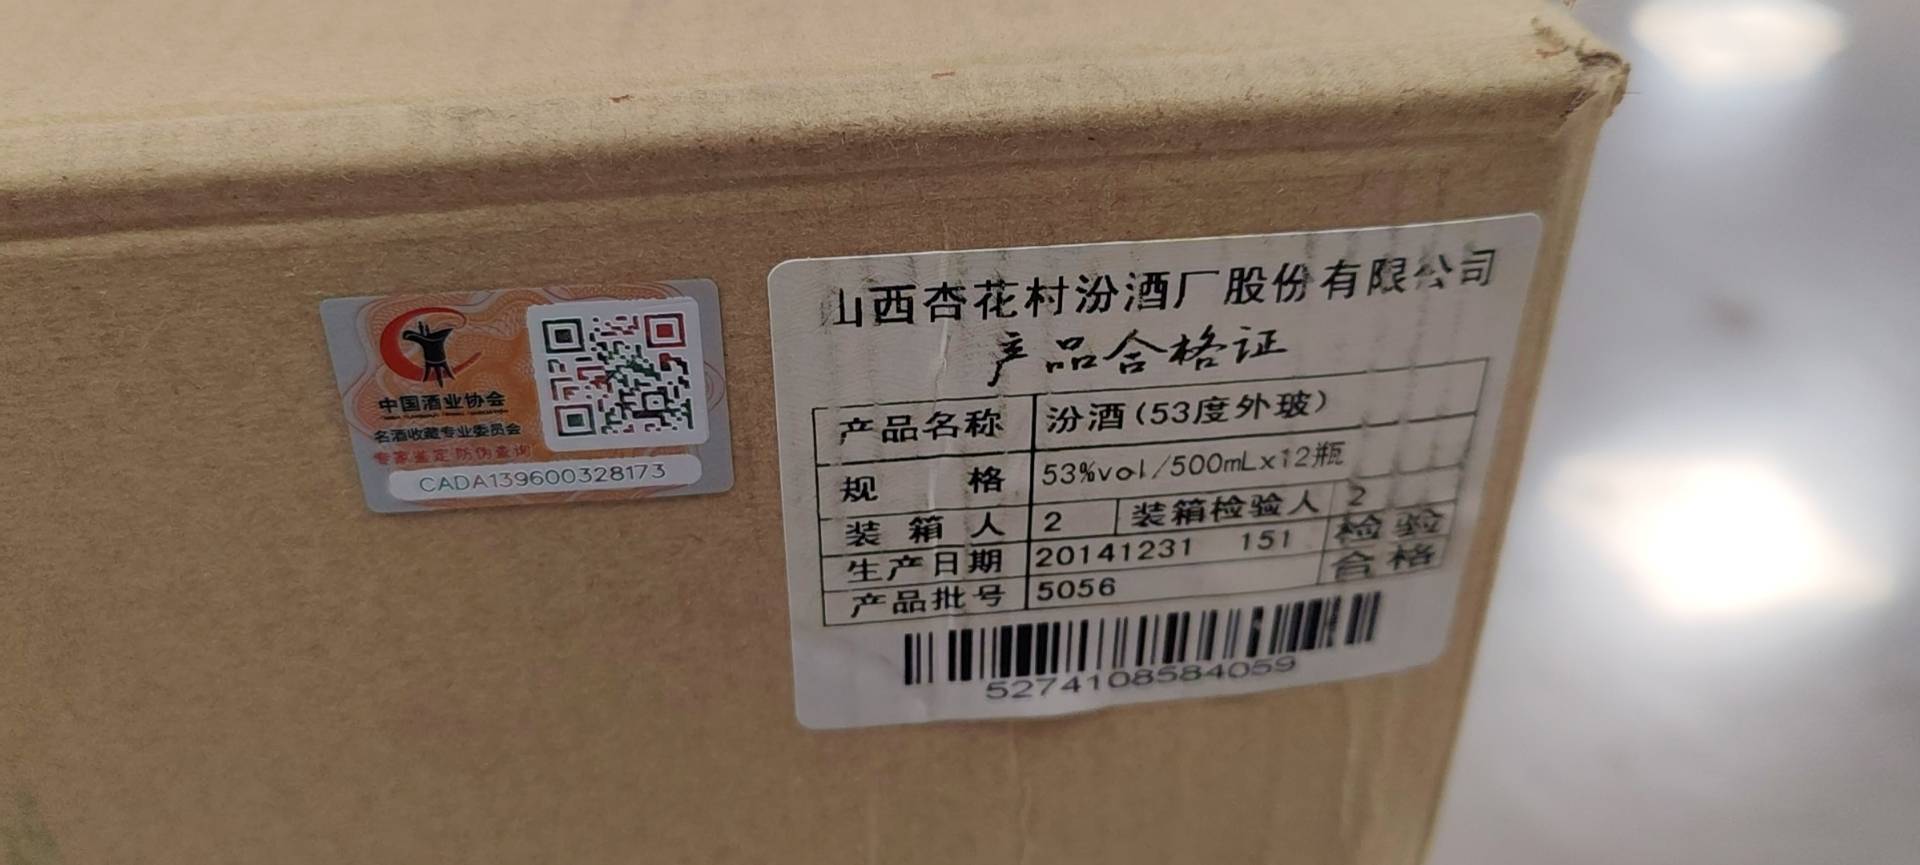 中国酒业协会
名酒收藏专业委员会
专家鉴定 防伪查询
CADA139600328173
山西杏花村汾酒厂股份有限公司
产品合格证
产品名称 汾酒(53度外玻)
规格 53%vol/500mLx12瓶
装箱人 2 装箱检验人 2
生产日期 20141231 151 检验
产品批号 5056 合格
5274108584059